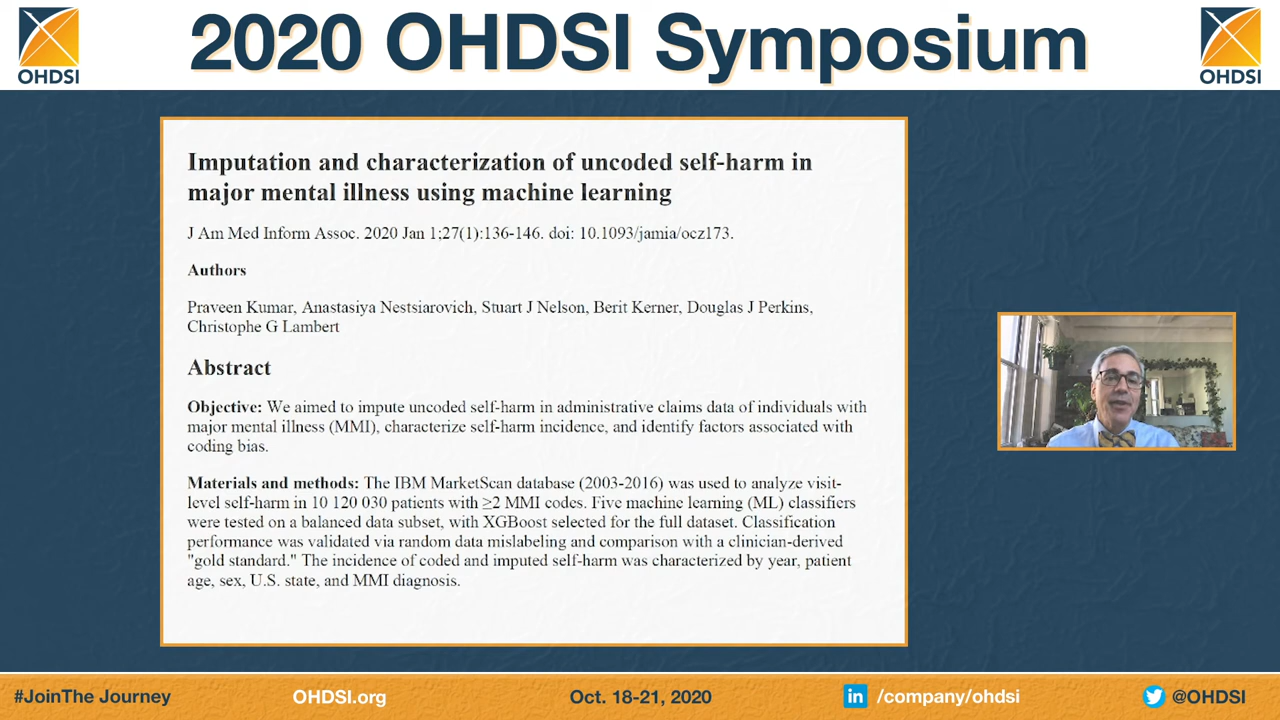 2020 OHDSI Symposium
OHDSI
OHDSI
Imputation and characterization of uncoded self-harm in
major mental illness using machine learning
J Am Med Inform Assoc. 2020 Jan 1;27(1):136-146. doi: 10.1093/jamia/ocz173.
Authors
Praveen Kumar, Anastasiya Nestsiarovich, Stuart J Nelson, Berit Kerner, Douglas J Perkins,
Christophe G Lambert
Abstract
Objective: We aimed to impute uncoded self-harm in administrative claims data of individuals with
major mental illness (MMI), characterize self-harm incidence, and identify factors associated with
coding bias.
Materials and methods: The IBM MarketScan database (2003-2016) was used to analyze visit-
level self-harm in 10 120 030 patients with ≥2 MMI codes. Five machine learning (ML) classifiers
were tested on a balanced data subset, with XGBoost selected for the full dataset. Classification
performance was validated via random data mislabeling and comparison with a clinician-derived
"gold standard." The incidence of coded and imputed self-harm was characterized by year, patient
age, sex, U.S. state, and MMI diagnosis.
#JoinThe Journey
OHDSI.org
Oct. 18-21, 2020
in /company/ohdsi
@OHDSI